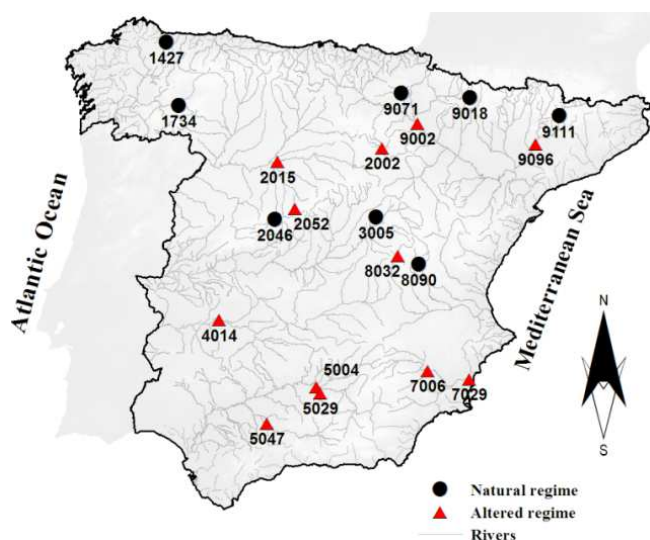 1427
1734
9071
9018
9111
9002
2002
9096
2015
2052
2046
3005
8032
8090
4014
5004
5029
5047
7006
7029
Atlantic Ocean
Mediterranean Sea
N
S
Natural regime
Altered regime
Rivers